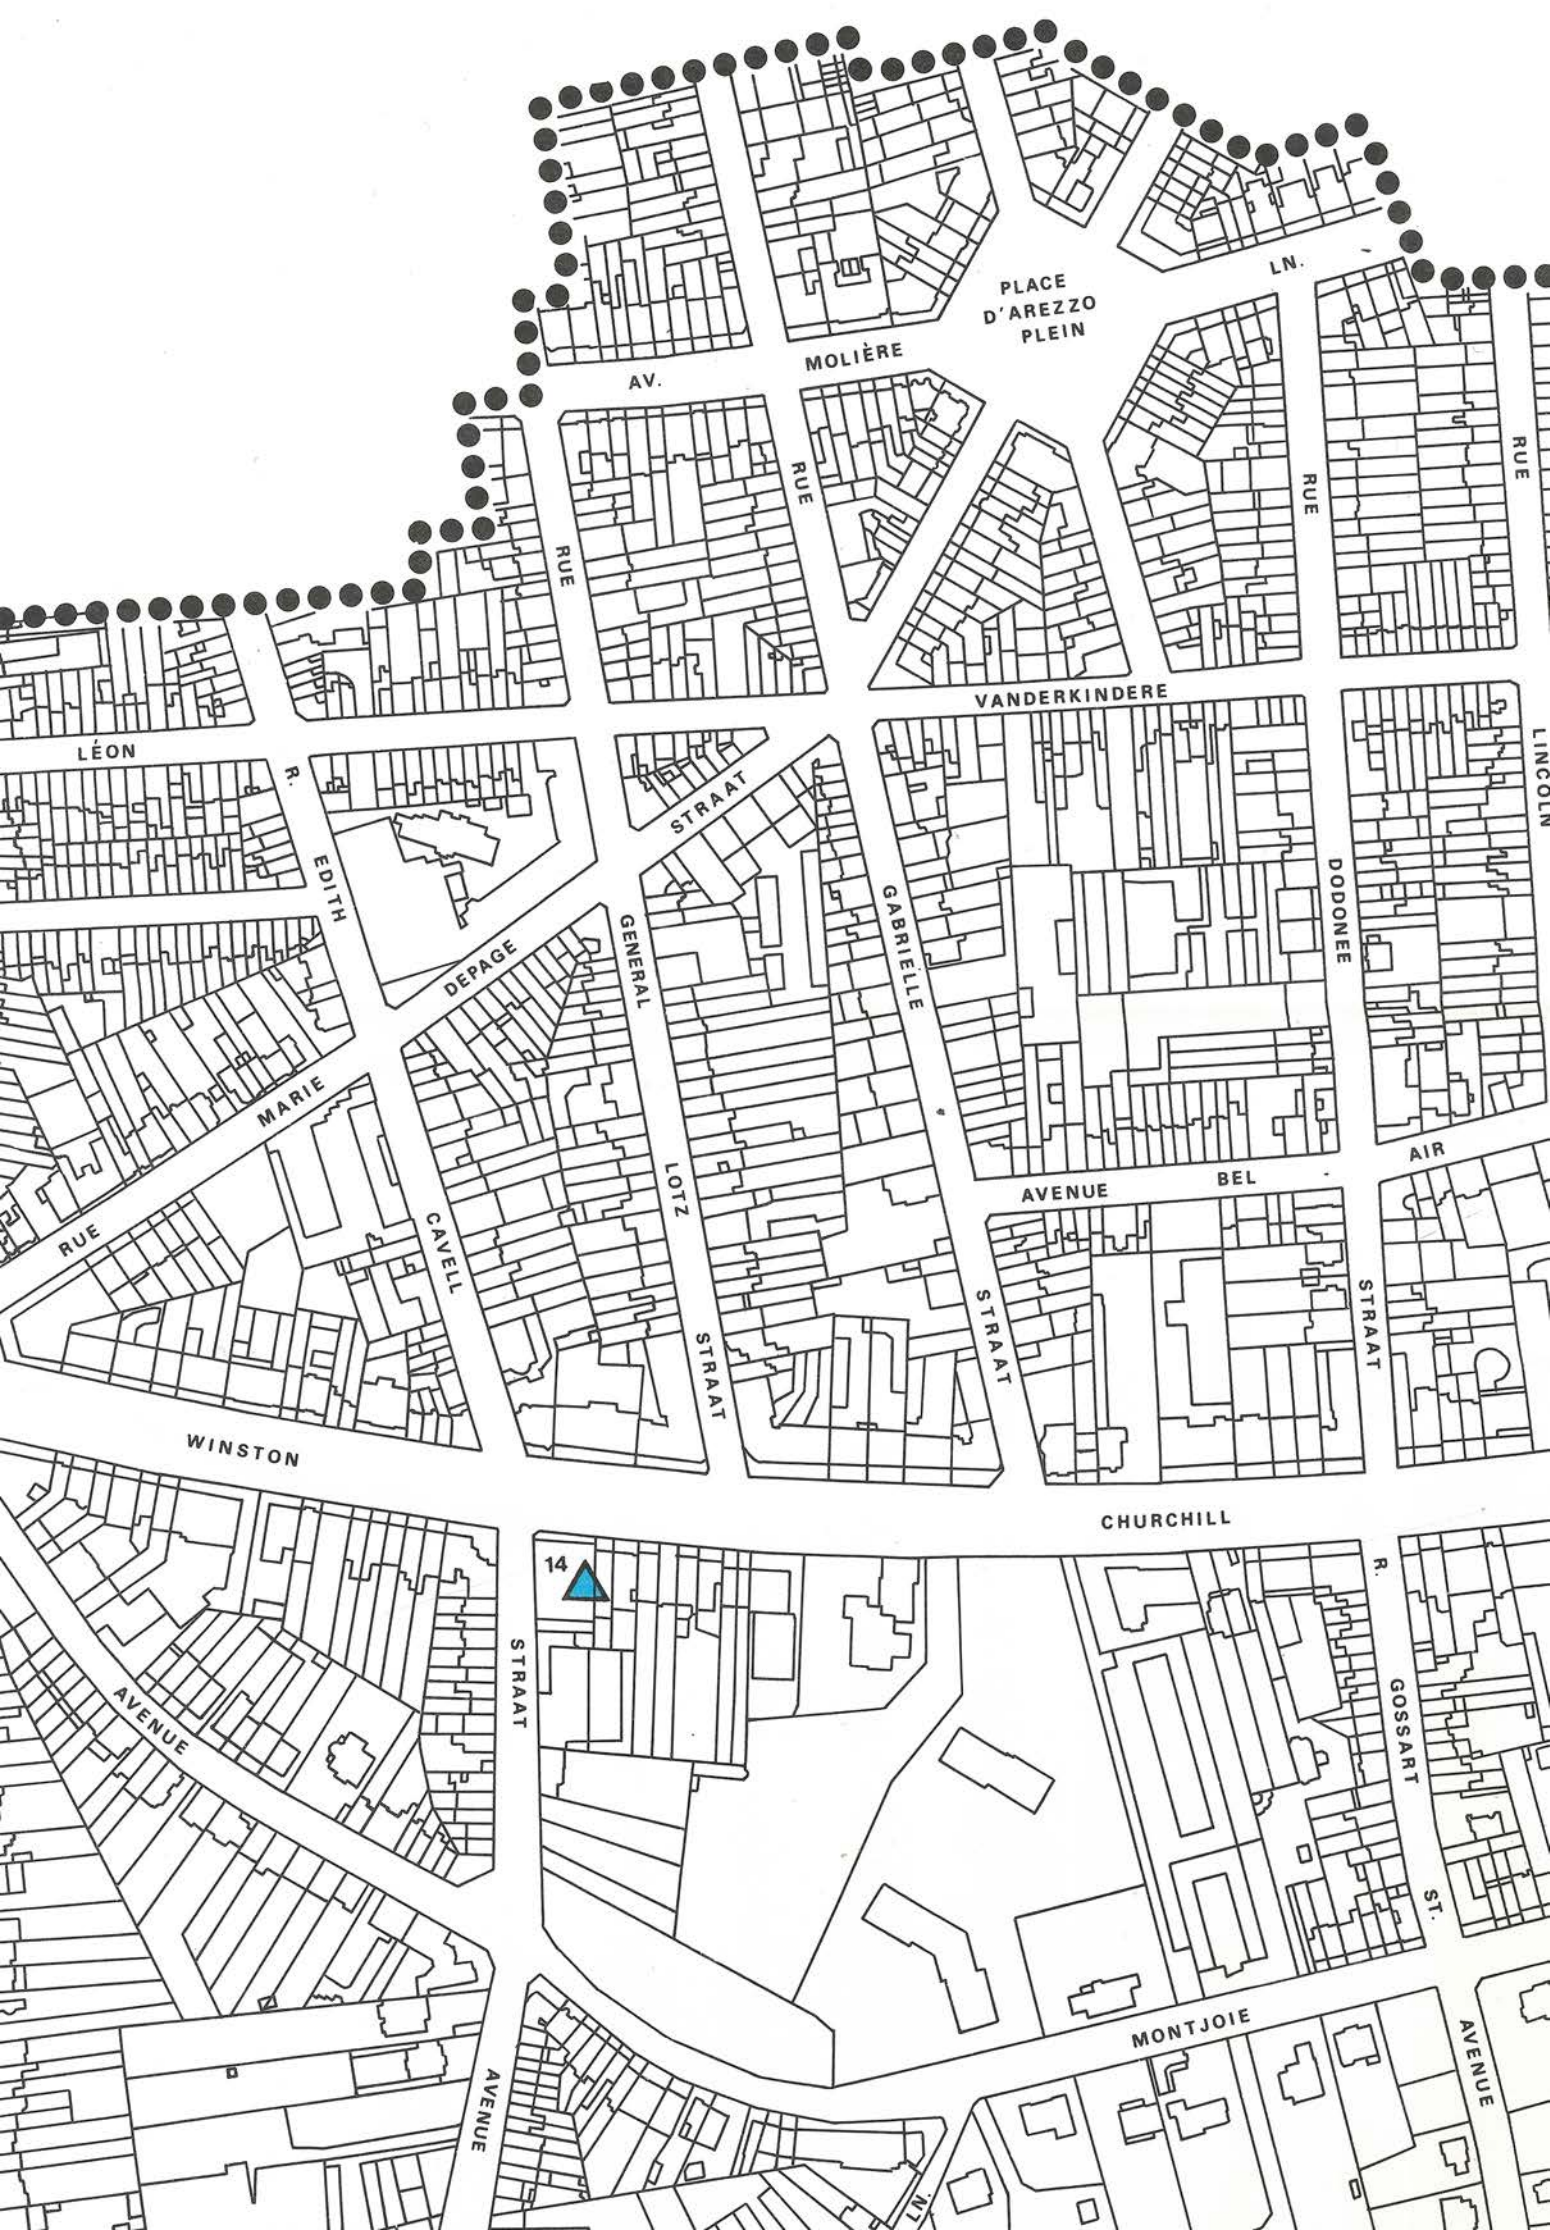 PLACE
D'AREZZO
PLEIN
LN.
AV.
MOLIÈRE
RUE
RUE
RUE
RUE
VANDERKINDERE
LÉON
R.
EDITH
CAVELL
STRAAT
DEPAGE
MARIE
RUE
STRAAT
GENERAL
LOTZ
STRAAT
GABRIELLE
STRAAT
DODONEE
STRAAT
LINCOLN
AVENUE
BEL
AIR
WINSTON
CHURCHILL
14
R.
GOSSART
ST.
AVENUE
STRAAT
MONTJOIE
AVENUE
AVENUE